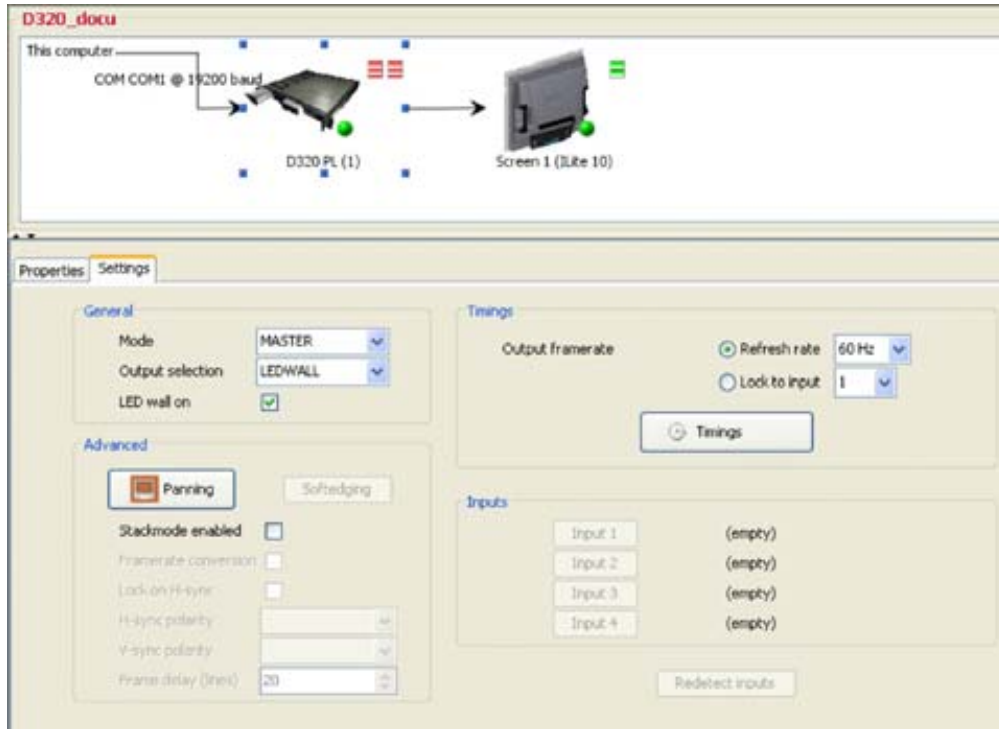 D320_docu
This computer
COM COM1 @ 19200 baud
D320 PL (1)
Screen 1 (ILite 10)
Properties
Settings
General
Mode
MASTER
Output selection
LEDWALL
LED wall on
Advanced
Panning
Softedging
Stackmode enabled
Framerate conversion
Lock on H-sync
H-sync polarity
V-sync polarity
Frame delay (lines)
20
Timings
Output framerate
Refresh rate
60 Hz
Lock to input
1
Timings
Inputs
Input 1
(empty)
Input 2
(empty)
Input 3
(empty)
Input 4
(empty)
Redetect inputs